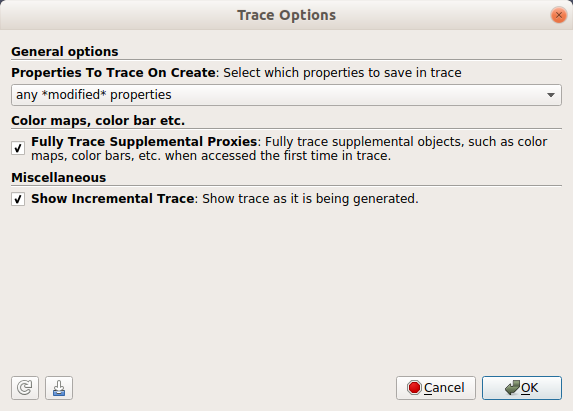 Trace Options
General options
Properties To Trace On Create: Select which properties to save in trace
any *modified* properties
Color maps, color bar etc.
Fully Trace Supplemental Proxies: Fully trace supplemental objects, such as color
maps, color bars, etc. when accessed the first time in trace.
Miscellaneous
Show Incremental Trace: Show trace as it is being generated.
Cancel
OK